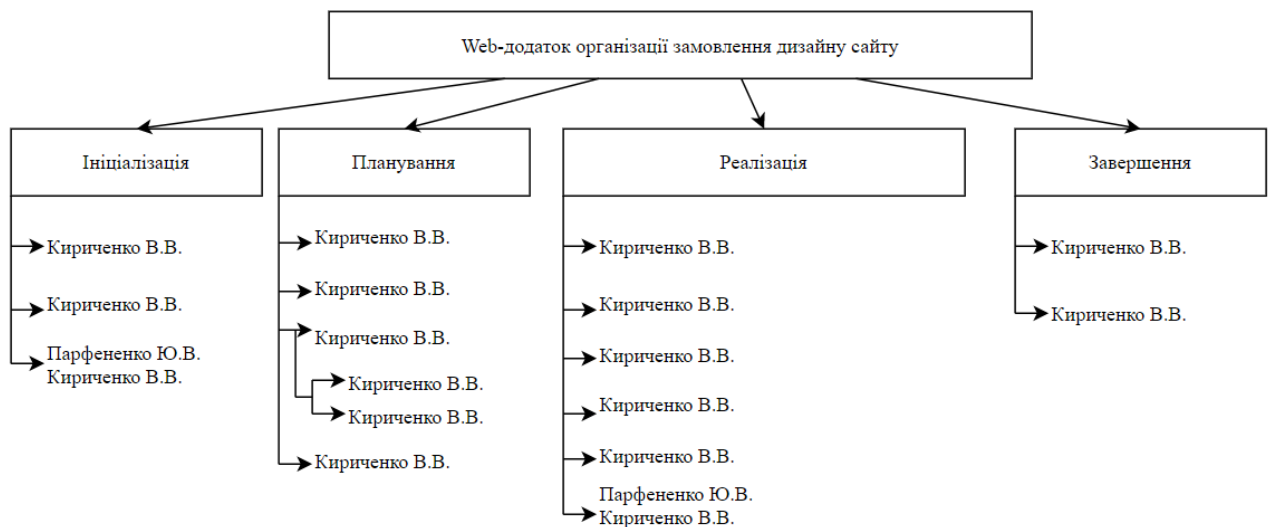 Web-додаток організації замовлення дизайну сайту
Ініціалізація
Кириченко В.В.
Кириченко В.В.
Парфененко Ю.В.
Кириченко В.В.
Планування
Кириченко В.В.
Кириченко В.В.
Кириченко В.В.
Кириченко В.В.
Кириченко В.В.
Кириченко В.В.
Реалізація
Кириченко В.В.
Кириченко В.В.
Кириченко В.В.
Кириченко В.В.
Кириченко В.В.
Парфененко Ю.В.
Кириченко В.В.
Завершення
Кириченко В.В.
Кириченко В.В.